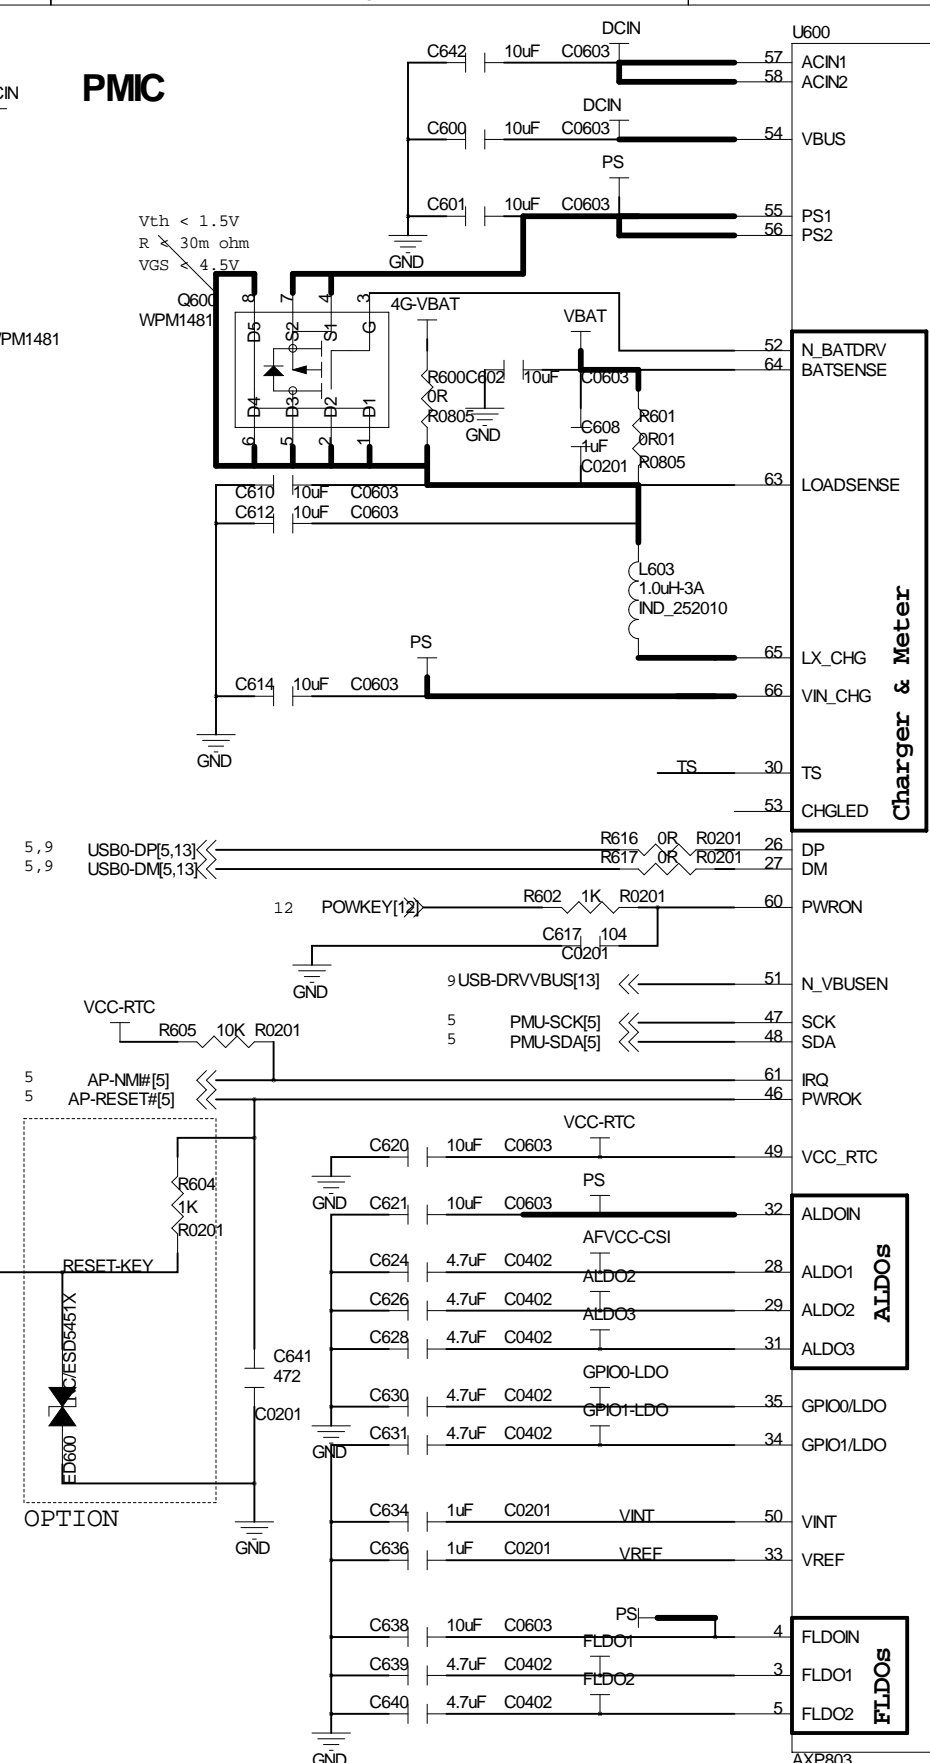 DCIN
U600
C642 10uF C0603
57 ACIN1
58 ACIN2
CIN
PMIC
DCIN
C600 10uF C0603
54 VBUS
PS
C601 10uF C0603
55 PS1
56 PS2
Vth < 1.5V
R < 30m ohm
VGS < 4.5V
GND
Q600
WPM1481
8 7 4 3
D5 S2 S1 G
D4 D3 D2 D1
6 5 2 1
4G-VBAT
VBAT
WPM1481
52 N_BATDRV
64 BATSENSE
R600
0R
R0805
C602 10uF C0603
GND
C608
1uF
C0201
R601
0R01
R0805
C610 10uF C0603
63 LOADSENSE
C612 10uF C0603
L603
1.0uH-3A
IND_252010
PS
65 LX_CHG
C614 10uF C0603
66 VIN_CHG
GND
TS 30 TS
53 CHGLED
Charger & Meter
5,9 USB0-DP[5,13] R616 0R R0201 26 DP
5,9 USB0-DM[5,13] R617 0R R0201 27 DM
12 POWKEY[12] R602 1K R0201 60 PWRON
C617 104
C0201
GND
9 USB-DRVVBUS[13] 51 N_VBUSEN
VCC-RTC
R605 10K R0201
5 PMU-SCK[5] 47 SCK
5 PMU-SDA[5] 48 SDA
5 AP-NMI#[5] 61 IRQ
5 AP-RESET#[5] 46 PWROK
VCC-RTC
C620 10uF C0603 49 VCC_RTC
GND
R604
1K
R0201
PS
C621 10uF C0603 32 ALDOIN
RESET-KEY
AFVCC-CSI
C624 4.7uF C0402 28 ALDO1
ALDO2
C626 4.7uF C0402 29 ALDO2
ALDO3
C628 4.7uF C0402 31 ALDO3
ALDOs
NC/ESD5451X
ED600
C641
472
C0201
GPIO0-LDO
C630 4.7uF C0402 35 GPIO0/LDO
GND
GPIO1-LDO
C631 4.7uF C0402 34 GPIO1/LDO
OPTION
GND
C634 1uF C0201 VINT 50 VINT
C636 1uF C0201 VREF 33 VREF
PS
C638 10uF C0603 4 FLDOIN
FLDO1
C639 4.7uF C0402 3 FLDO1
FLDO2
C640 4.7uF C0402 5 FLDO2
FLDOs
GND
AXP803